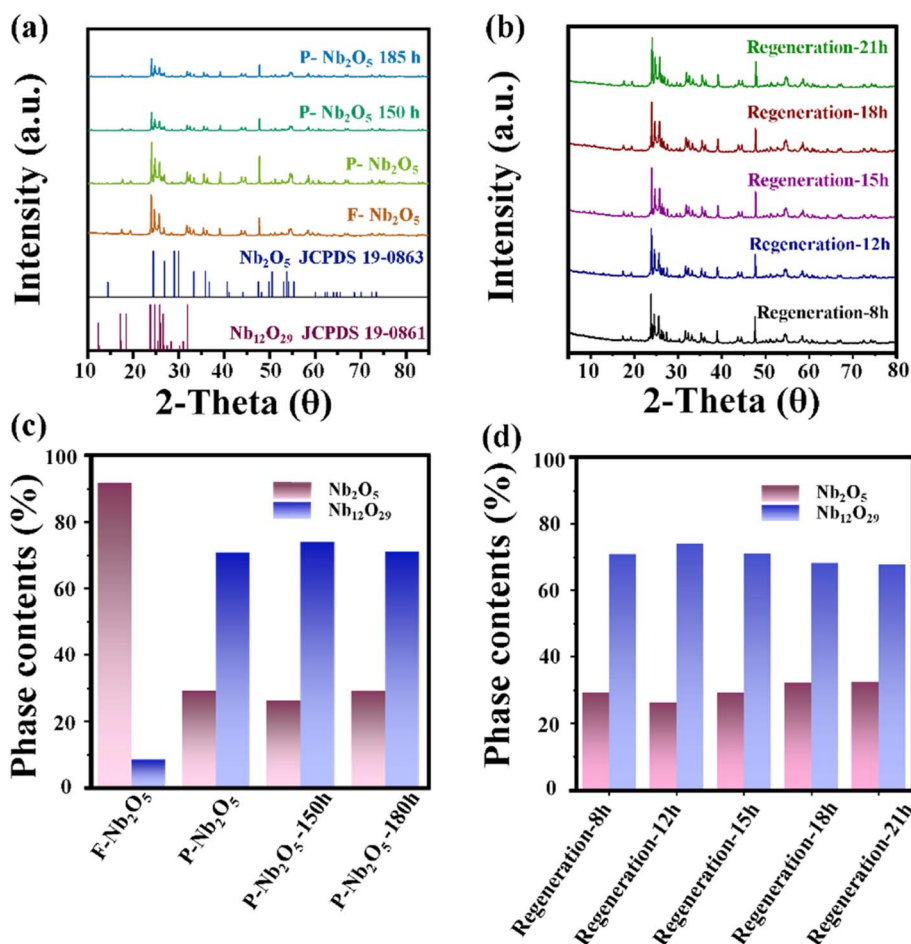 (a)
P- Nb₂O₅ 185 h
P- Nb₂O₅ 150 h
P- Nb₂O₅
F- Nb₂O₅
Nb₂O₅ JCPDS 19-0863
Nb₁₂O₂₉ JCPDS 19-0861
Intensity (a.u.)
10 20 30 40 50 60 70 80
2-Theta (θ)
(b)
Regeneration-21h
Regeneration-18h
Regeneration-15h
Regeneration-12h
Regeneration-8h
Intensity (a.u.)
10 20 30 40 50 60 70 80
2-Theta (θ)
(c)
100
80
60
40
20
0
Phase contents (%)
Nb₂O₅
Nb₁₂O₂₉
F-Nb₂O₅
P-Nb₂O₅
P-Nb₂O₅ -150h
P-Nb₂O₅ -180h
(d)
100
80
60
40
20
0
Phase contents (%)
Nb₂O₅
Nb₁₂O₂₉
Regeneration-8h
Regeneration-12h
Regeneration-15h
Regeneration-18h
Regeneration-21h